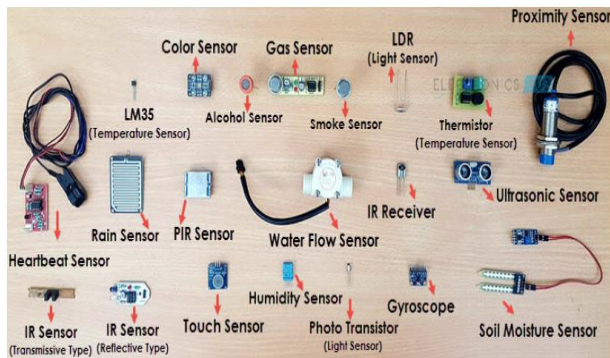 Proximity Sensor
Color Sensor
Gas Sensor
LDR
(Light Sensor)
LM35
(Temperature Sensor)
Alcohol Sensor
Smoke Sensor
Thermistor
(Temperature Sensor)
Rain Sensor
PIR Sensor
Water Flow Sensor
IR Receiver
Ultrasonic Sensor
Heartbeat Sensor
IR Sensor
(Transmissive Type)
IR Sensor
(Reflective Type)
Touch Sensor
Humidity Sensor
Photo Transistor
(Light Sensor)
Gyroscope
Soil Moisture Sensor